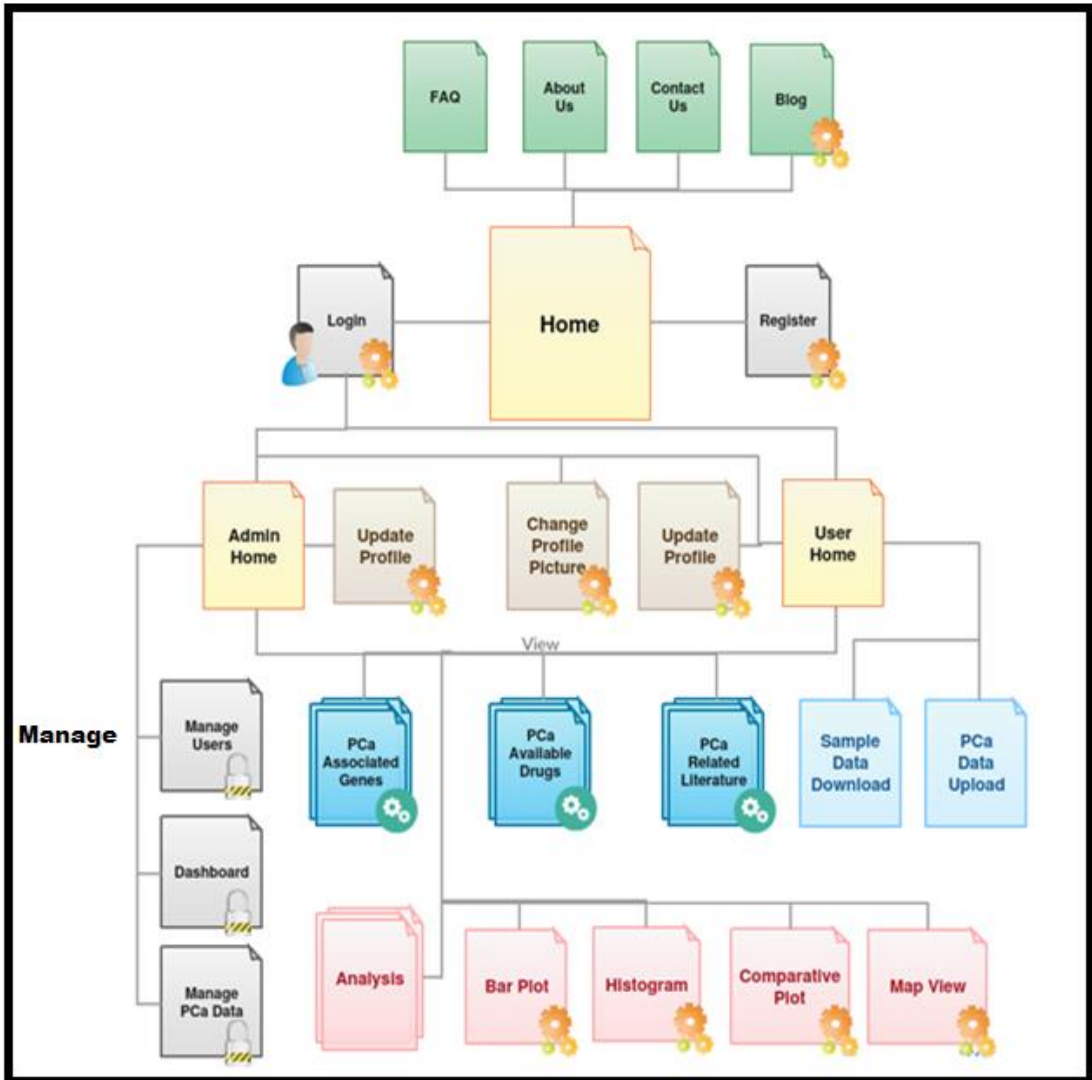 FAQ
About
Us
Contact
Us
Blog
Login
Home
Register
Admin
Home
Update
Profile
Change
Profile
Picture
Update
Profile
User
Home
View
Manage
Manage
Users
PCa
Associated
Genes
PCa
Available
Drugs
PCa
Related
Literature
Sample
Data
Download
PCa
Data
Upload
Dashboard
Manage
PCa Data
Analysis
Bar Plot
Histogram
Comparative
Plot
Map View